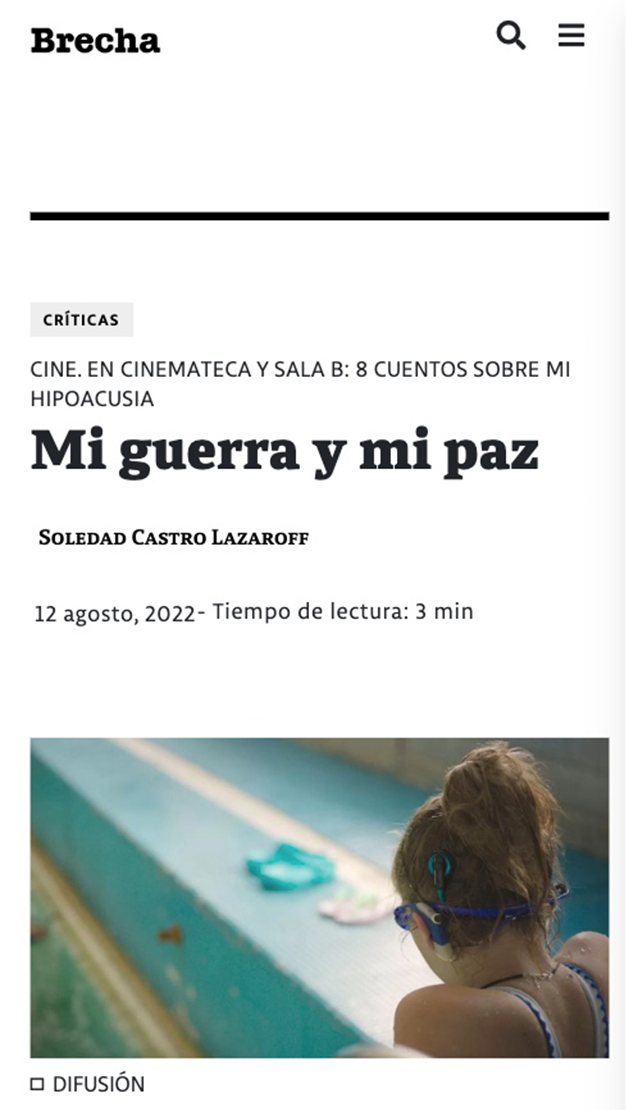 Brecha
CRÍTICAS
CINE. EN CINEMATECA Y SALA B: 8 CUENTOS SOBRE MI
HIPOACUSIA
Mi guerra y mi paz
Soledad Castro Lazaroff
12 agosto, 2022- Tiempo de lectura: 3 min
DIFUSIÓN